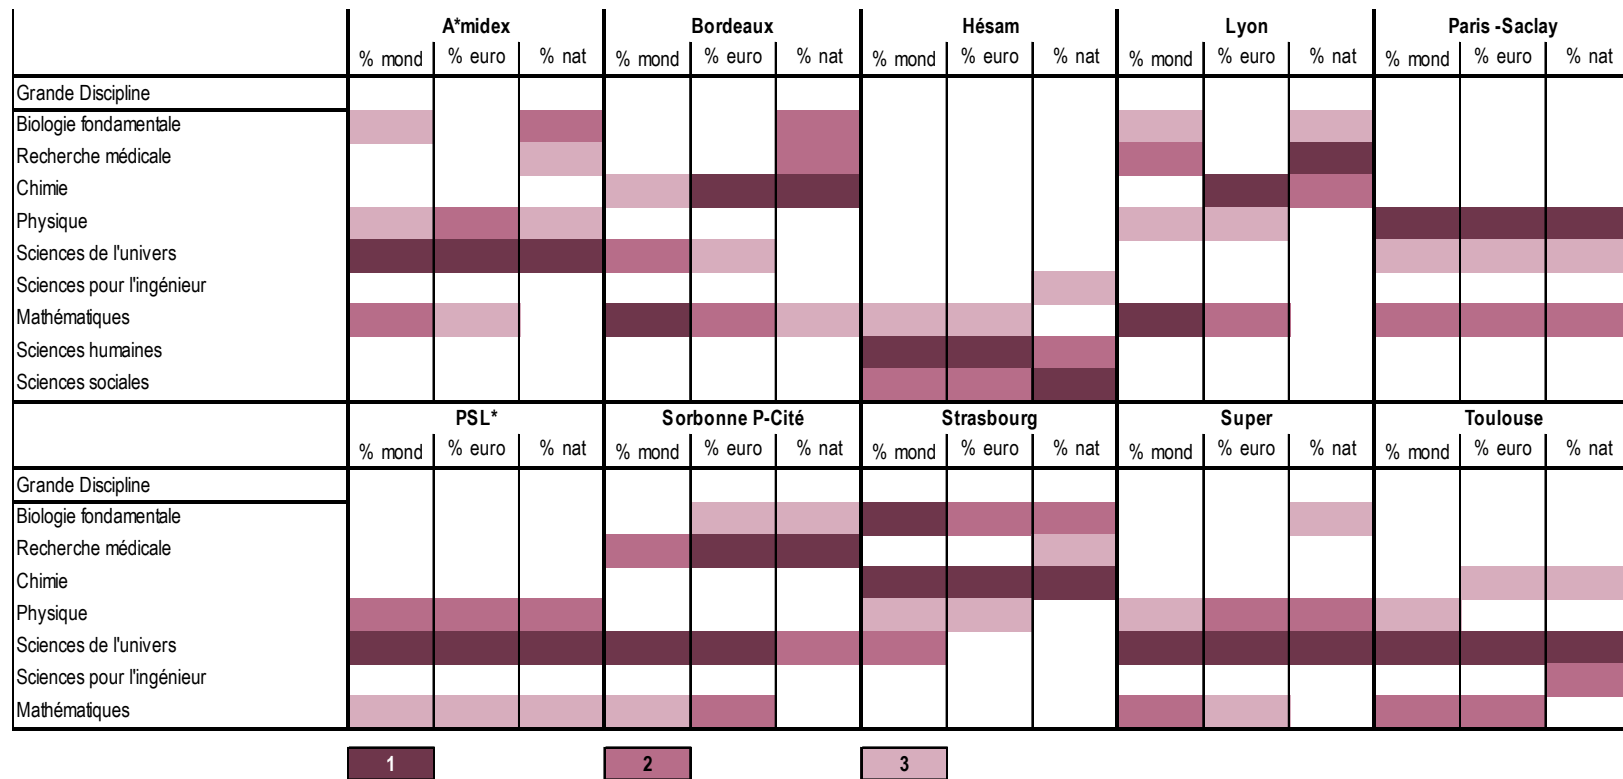 A*midex Bordeaux Hésam Lyon Paris -Saclay
% mond % euro % nat % mond % euro % nat % mond % euro % nat % mond % euro % nat % mond % euro % nat
Grande Discipline
Biologie fondamentale
Recherche médicale
Chimie
Physique
Sciences de l'univers
Sciences pour l'ingénieur
Mathématiques
Sciences humaines
Sciences sociales
PSL* Sorbonne P-Cité Strasbourg Super Toulouse
% mond % euro % nat % mond % euro % nat % mond % euro % nat % mond % euro % nat % mond % euro % nat
Grande Discipline
Biologie fondamentale
Recherche médicale
Chimie
Physique
Sciences de l'univers
Sciences pour l'ingénieur
Mathématiques
1 2 3